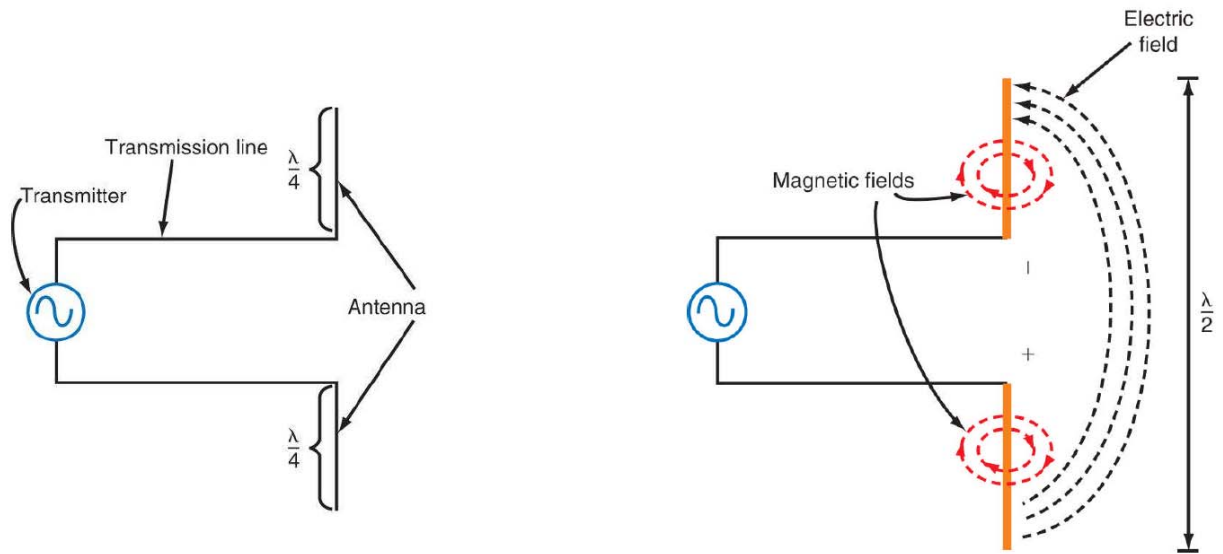 Transmitter
Transmission line
λ/4
Antenna
λ/4
Electric
field
Magnetic fields
−
+
λ/2